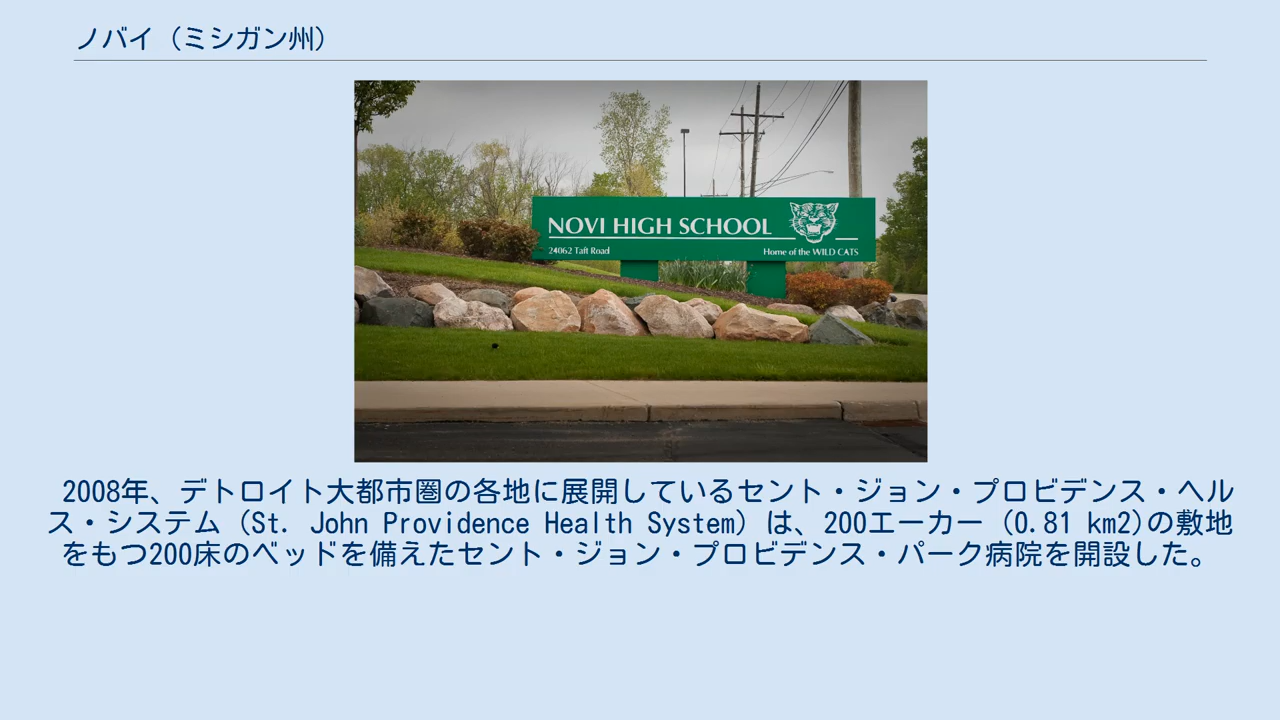 ノバイ（ミシガン州）
NOVI HIGH SCHOOL
24062 Taft Road
Home of the WILD CATS
2008年、デトロイト大都市圏の各地に展開しているセント・ジョン・プロビデンス・ヘル
ス・システム（St. John Providence Health System）は、200エーカー（0.81 km2)の敷地
をもつ200床のベッドを備えたセント・ジョン・プロビデンス・パーク病院を開設した。